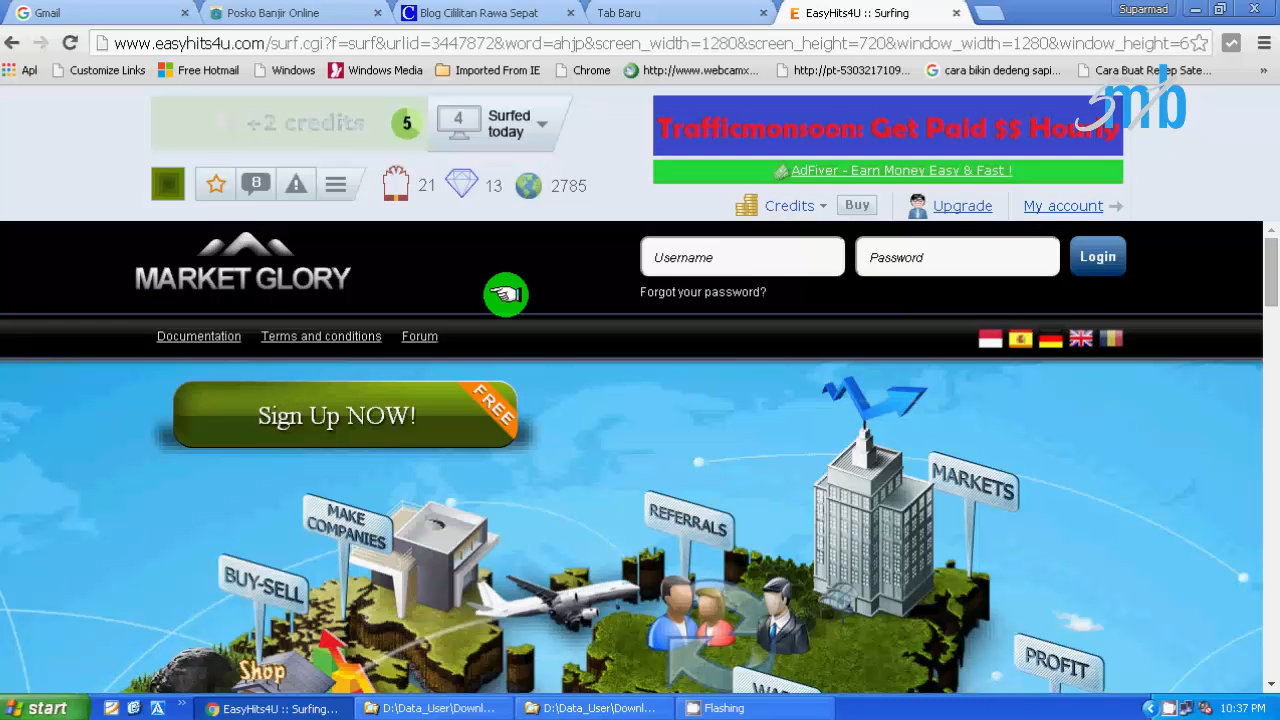 Gmail
Posko Banjir Online
Blog Cililitan Rawa Sepat
Tab Baru
EasyHits4U :: Surfing
Suparmad
www.easyhits4u.com/surf.cgi?f=surf&urlid=3447872&word=ahjp&screen_width=1280&screen_height=720&window_width=1280&window_height=6
Apl
Customize Links
Free Hotmail
Windows
Windows Media
Imported From IE
Chrome
http://www.webcamx...
http://pt-5303217109...
cara bikin dedeng sapi...
Cara Buat Resep Sate...
»
+2 credits
5
4
Surfed today
Trafficmonsoon: Get Paid $$ Hourly
smb
AdFiver - Earn Money Easy & Fast !
8
21
13
2785
Credits
Buy
Upgrade
My account
MARKET GLORY
Username
Password
Login
Forgot your password?
Documentation
Terms and conditions
Forum
Sign Up NOW!
FREE
MARKETS
MAKE COMPANIES
REFERRALS
BUY-SELL
PROFIT
Shop
start
EasyHits4U :: Surfing...
D:\Data_User\Downl...
D:\Data_User\Downl...
Flashing
10:37 PM